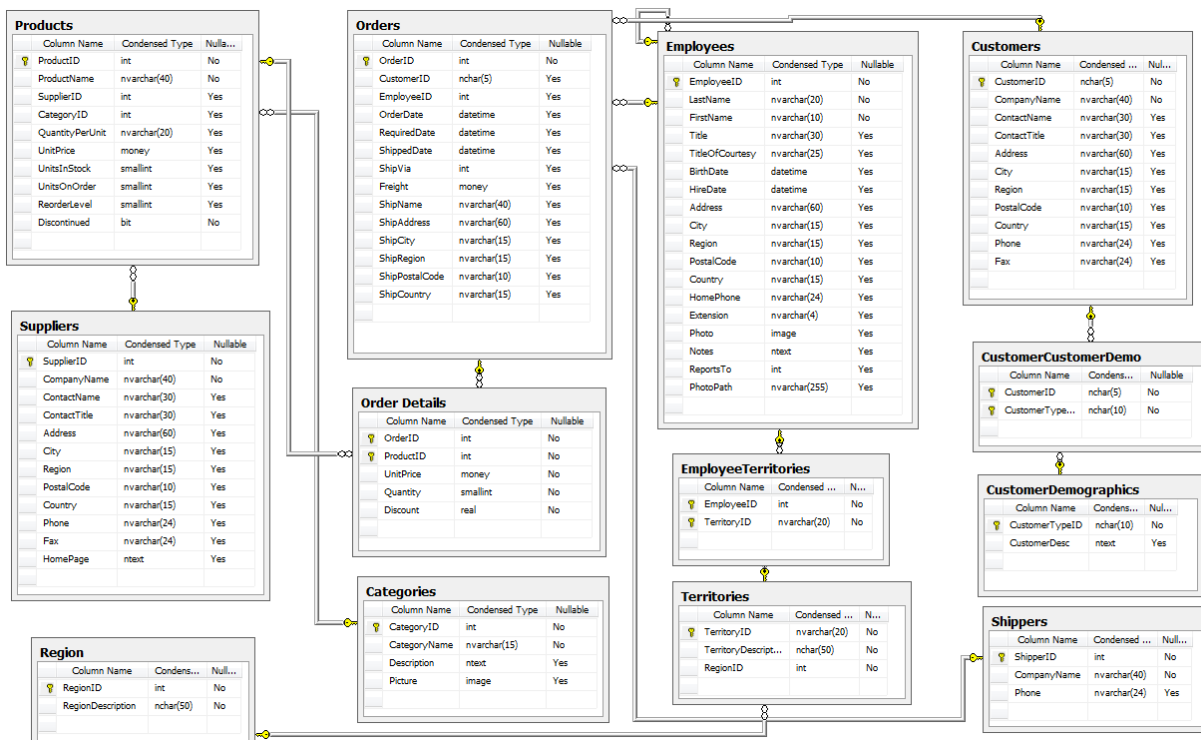 Products
Column Name Condensed Type Nulla...
ProductID int No
ProductName nvarchar(40) No
SupplierID int Yes
CategoryID int Yes
QuantityPerUnit nvarchar(20) Yes
UnitPrice money Yes
UnitsInStock smallint Yes
UnitsOnOrder smallint Yes
ReorderLevel smallint Yes
Discontinued bit No
Suppliers
Column Name Condensed Type Nullable
SupplierID int No
CompanyName nvarchar(40) No
ContactName nvarchar(30) Yes
ContactTitle nvarchar(30) Yes
Address nvarchar(60) Yes
City nvarchar(15) Yes
Region nvarchar(15) Yes
PostalCode nvarchar(10) Yes
Country nvarchar(15) Yes
Phone nvarchar(24) Yes
Fax nvarchar(24) Yes
HomePage ntext Yes
Region
Column Name Condens... Null...
RegionID int No
RegionDescription nchar(50) No
Orders
Column Name Condensed Type Nullable
OrderID int No
CustomerID nchar(5) Yes
EmployeeID int Yes
OrderDate datetime Yes
RequiredDate datetime Yes
ShippedDate datetime Yes
ShipVia int Yes
Freight money Yes
ShipName nvarchar(40) Yes
ShipAddress nvarchar(60) Yes
ShipCity nvarchar(15) Yes
ShipRegion nvarchar(15) Yes
ShipPostalCode nvarchar(10) Yes
ShipCountry nvarchar(15) Yes
Order Details
Column Name Condensed Type Nullable
OrderID int No
ProductID int No
UnitPrice money No
Quantity smallint No
Discount real No
Categories
Column Name Condensed Type Nullable
CategoryID int No
CategoryName nvarchar(15) No
Description ntext Yes
Picture image Yes
Employees
Column Name Condensed Type Nullable
EmployeeID int No
LastName nvarchar(20) No
FirstName nvarchar(10) No
Title nvarchar(30) Yes
TitleOfCourtesy nvarchar(25) Yes
BirthDate datetime Yes
HireDate datetime Yes
Address nvarchar(60) Yes
City nvarchar(15) Yes
Region nvarchar(15) Yes
PostalCode nvarchar(10) Yes
Country nvarchar(15) Yes
HomePhone nvarchar(24) Yes
Extension nvarchar(4) Yes
Photo image Yes
Notes ntext Yes
ReportsTo int Yes
PhotoPath nvarchar(255) Yes
EmployeeTerritories
Column Name Condensed ... N...
EmployeeID int No
TerritoryID nvarchar(20) No
Territories
Column Name Condensed ... N...
TerritoryID nvarchar(20) No
TerritoryDescript... nchar(50) No
RegionID int No
Customers
Column Name Condensed ... Nul...
CustomerID nchar(5) No
CompanyName nvarchar(40) No
ContactName nvarchar(30) Yes
ContactTitle nvarchar(30) Yes
Address nvarchar(60) Yes
City nvarchar(15) Yes
Region nvarchar(15) Yes
PostalCode nvarchar(10) Yes
Country nvarchar(15) Yes
Phone nvarchar(24) Yes
Fax nvarchar(24) Yes
CustomerCustomerDemo
Column Name Condens... Nullable
CustomerID nchar(5) No
CustomerType... nchar(10) No
CustomerDemographics
Column Name Condens... Nul...
CustomerTypeID nchar(10) No
CustomerDesc ntext Yes
Shippers
Column Name Condensed ... Null...
ShipperID int No
CompanyName nvarchar(40) No
Phone nvarchar(24) Yes